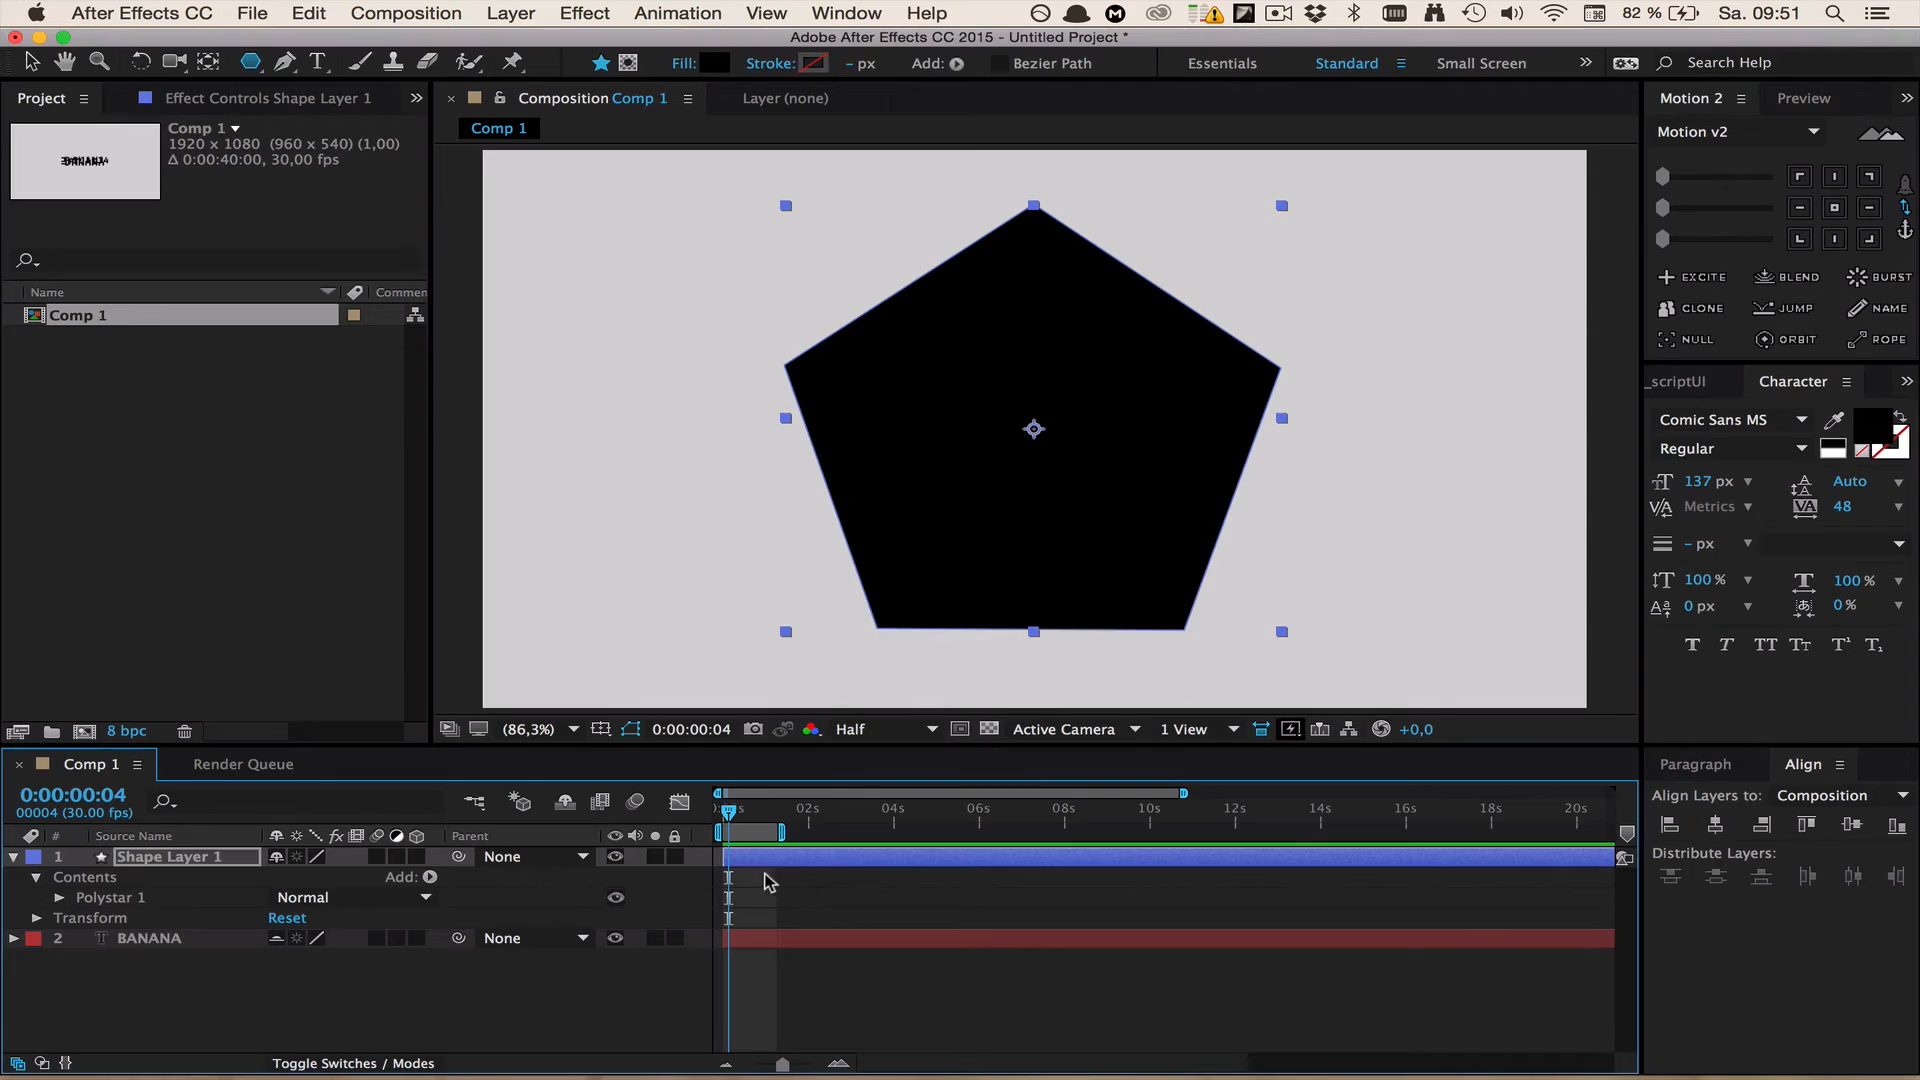 After Effects CC File Edit Composition Layer Effect Animation View Window Help 82 % Sa. 09:51
Adobe After Effects CC 2015 - Untitled Project *
Fill: Stroke: - px Add: Bezier Path Essentials Standard Small Screen Search Help
Project Effect Controls Shape Layer 1 Composition Comp 1 Layer (none) Motion 2 Preview
Comp 1
1920 x 1080 (960 x 540) (1,00)
Δ 0:00:40:00, 30,00 fps
Comp 1
Motion v2
EXCITE BLEND BURST
CLONE JUMP NAME
NULL ORBIT ROPE
Name Commen
Comp 1
_scriptUI Character
Comic Sans MS
Regular
137 px Auto
Metrics 48
- px
100 % 100 %
0 px 0 %
T T TT Tт T¹ T₁
8 bpc (86,3%) 0:00:00:04 Half Active Camera 1 View +0,0
Comp 1 Render Queue
0:00:00:04
00004 (30.00 fps)
02s 04s 06s 08s 10s 12s 14s 16s 18s 20s
# Source Name fx Parent
1 Shape Layer 1 None
Contents Add:
Polystar 1 Normal
Transform Reset
2 T BANANA None
Toggle Switches / Modes
Paragraph Align
Align Layers to: Composition
Distribute Layers: